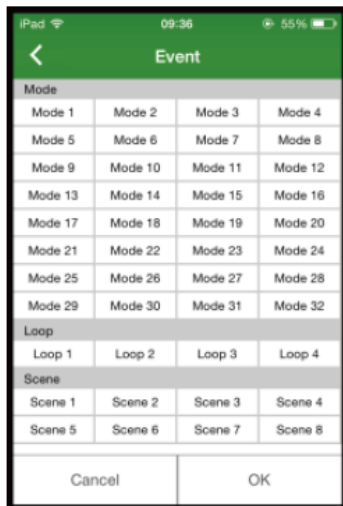 iPad 09:36 55%
Event
Mode
Mode 1 Mode 2 Mode 3 Mode 4
Mode 5 Mode 6 Mode 7 Mode 8
Mode 9 Mode 10 Mode 11 Mode 12
Mode 13 Mode 14 Mode 15 Mode 16
Mode 17 Mode 18 Mode 19 Mode 20
Mode 21 Mode 22 Mode 23 Mode 24
Mode 25 Mode 26 Mode 27 Mode 28
Mode 29 Mode 30 Mode 31 Mode 32
Loop
Loop 1 Loop 2 Loop 3 Loop 4
Scene
Scene 1 Scene 2 Scene 3 Scene 4
Scene 5 Scene 6 Scene 7 Scene 8
Cancel OK